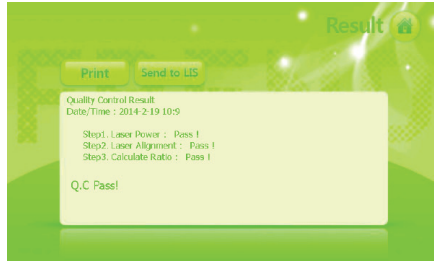 Result
Print
Send to LIS
Quality Control Result
Date/Time : 2014-2-19 10:9
Step1. Laser Power : Pass !
Step2. Laser Alignment : Pass !
Step3. Calculate Ratio : Pass !
Q.C Pass!